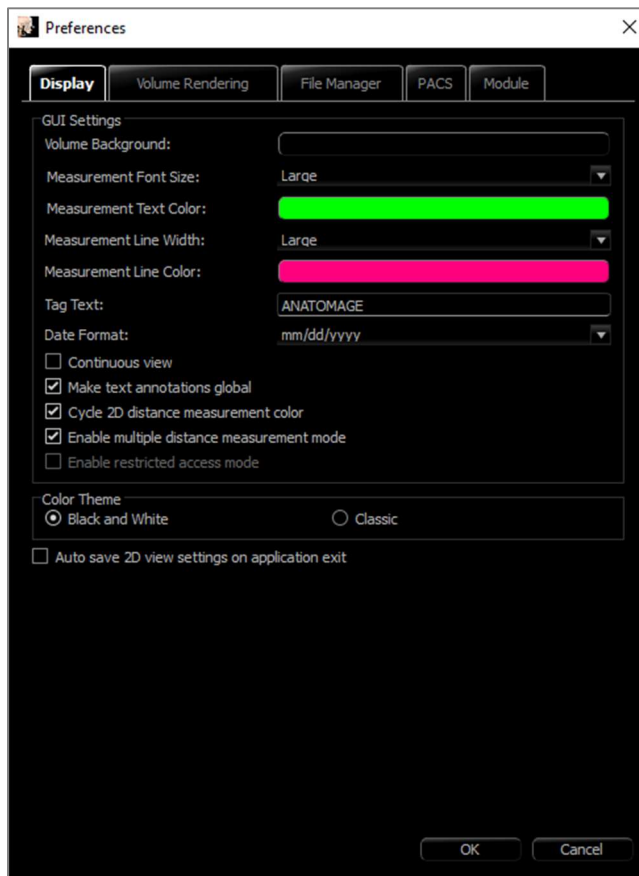 Preferences
Display Volume Rendering File Manager PACS Module
GUI Settings
Volume Background:
Measurement Font Size: Large
Measurement Text Color:
Measurement Line Width: Large
Measurement Line Color:
Tag Text: ANATOMAGE
Date Format: mm/dd/yyyy
Continuous view
Make text annotations global
Cycle 2D distance measurement color
Enable multiple distance measurement mode
Enable restricted access mode
Color Theme
Black and White Classic
Auto save 2D view settings on application exit
OK Cancel